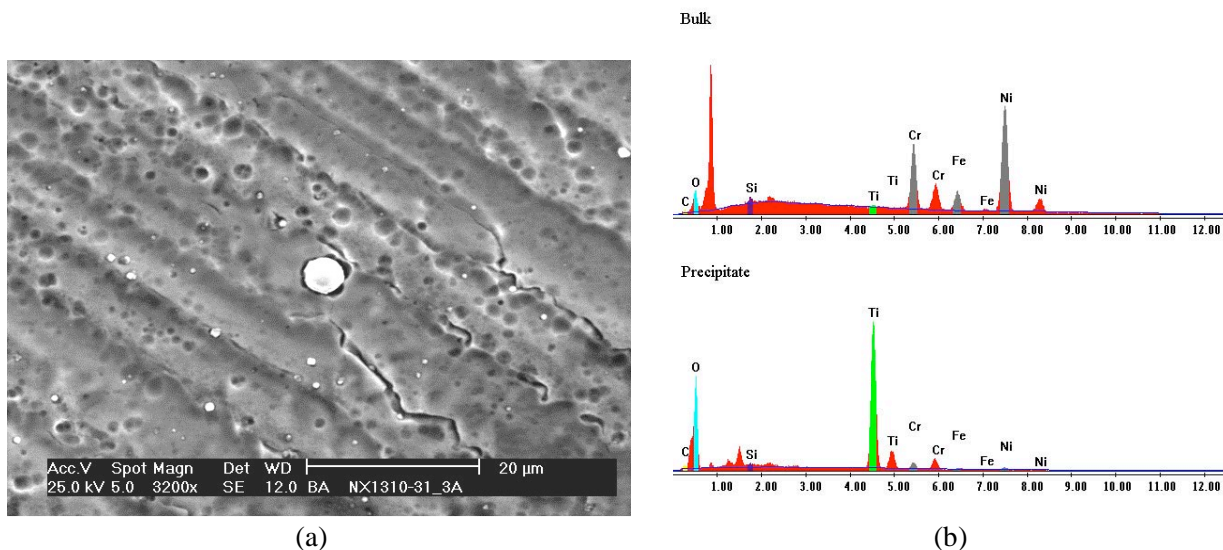 Acc.V Spot Magn Det WD 20 µm
25.0 kV 5.0 3200x SE 12.0 BA NX1310-31_3A
(a)
Bulk
C O Si Ti Ti Cr Cr Fe Fe Ni Ni
1.00 2.00 3.00 4.00 5.00 6.00 7.00 8.00 9.00 10.00 11.00 12.00
Precipitate
C O Si Ti Ti Cr Cr Fe Fe Ni Ni
1.00 2.00 3.00 4.00 5.00 6.00 7.00 8.00 9.00 10.00 11.00 12.00
(b)